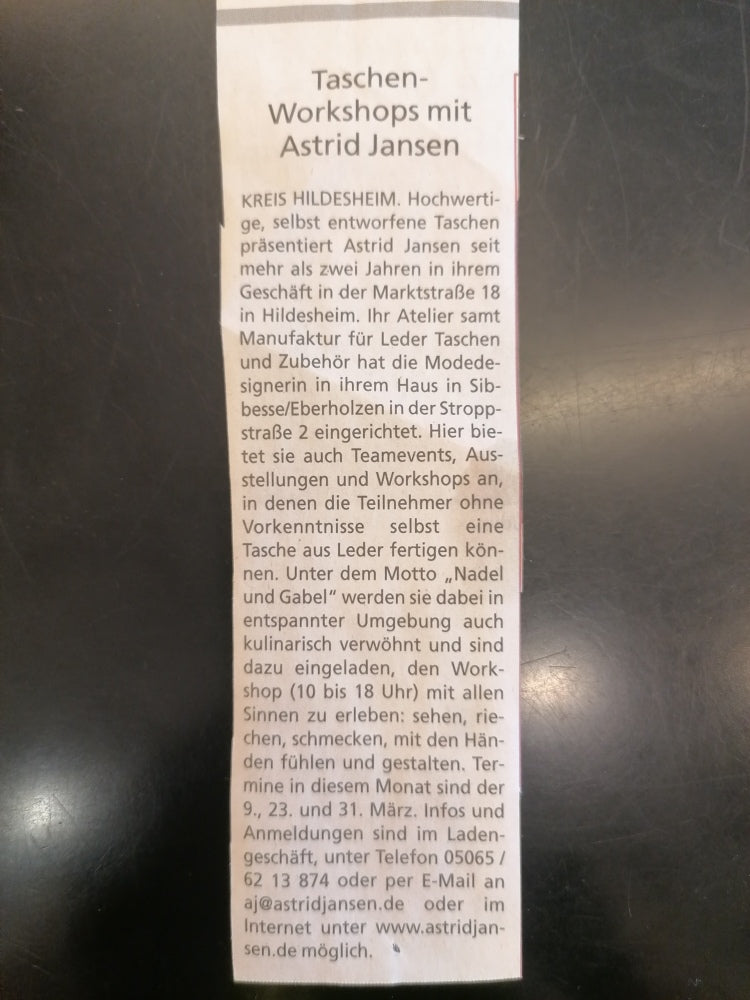 Taschen-
Workshops mit
Astrid Jansen
KREIS HILDESHEIM. Hochwerti-
ge, selbst entworfene Taschen
präsentiert Astrid Jansen seit
mehr als zwei Jahren in ihrem
Geschäft in der Marktstraße 18
in Hildesheim. Ihr Atelier samt
Manufaktur für Leder Taschen
und Zubehör hat die Modede-
signerin in ihrem Haus in Sib-
besse/Eberholzen in der Stropp-
straße 2 eingerichtet. Hier bie-
tet sie auch Teamevents, Aus-
stellungen und Workshops an,
in denen die Teilnehmer ohne
Vorkenntnisse selbst eine
Tasche aus Leder fertigen kön-
nen. Unter dem Motto „Nadel
und Gabel“ werden sie dabei in
entspannter Umgebung auch
kulinarisch verwöhnt und sind
dazu eingeladen, den Work-
shop (10 bis 18 Uhr) mit allen
Sinnen zu erleben: sehen, rie-
chen, schmecken, mit den Hän-
den fühlen und gestalten. Ter-
mine in diesem Monat sind der
9., 23. und 31. März. Infos und
Anmeldungen sind im Laden-
geschäft, unter Telefon 05065 /
62 13 874 oder per E-Mail an
aj@astridjansen.de oder im
Internet unter www.astridjan-
sen.de möglich.